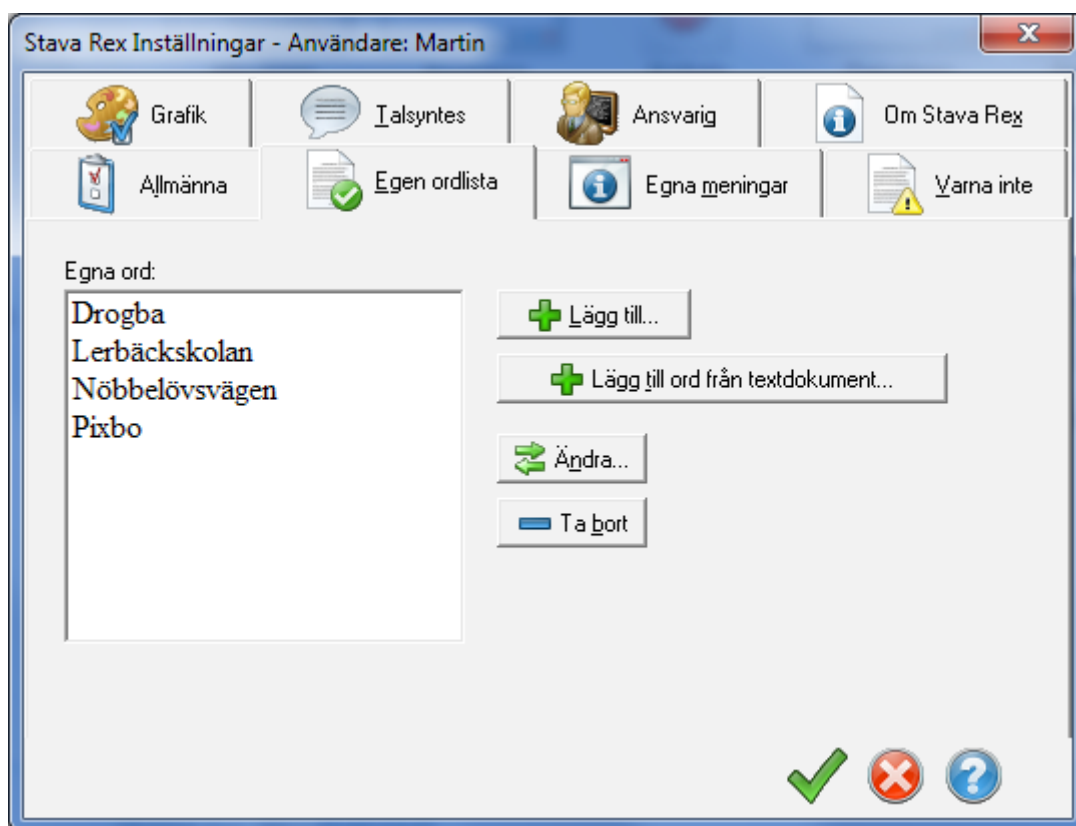 Stava Rex Inställningar - Användare: Martin
Grafik
Talsyntes
Ansvarig
Om Stava Rex
Allmänna
Egen ordlista
Egna meningar
Varna inte
Egna ord:
Drogba
Lerbäckskolan
Nöbbelövsvägen
Pixbo
Lägg till...
Lägg till ord från textdokument...
Ändra...
Ta bort